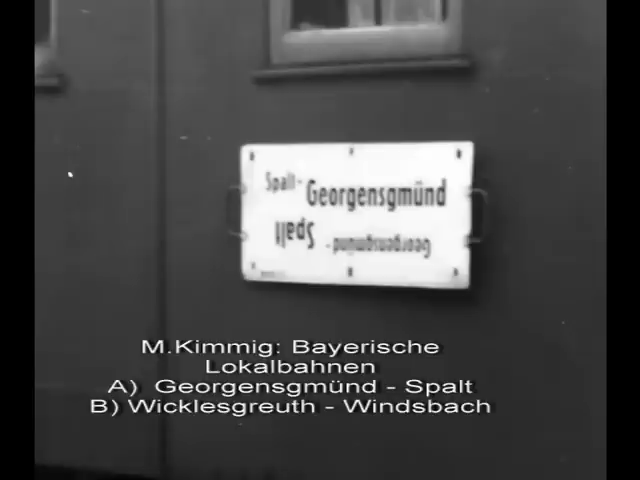 Spalt-
Georgensgmünd
Georgensgmünd-
Spalt
M.Kimmig: Bayerische
Lokalbahnen
A) Georgensgmünd - Spalt
B) Wicklesgreuth - Windsbach